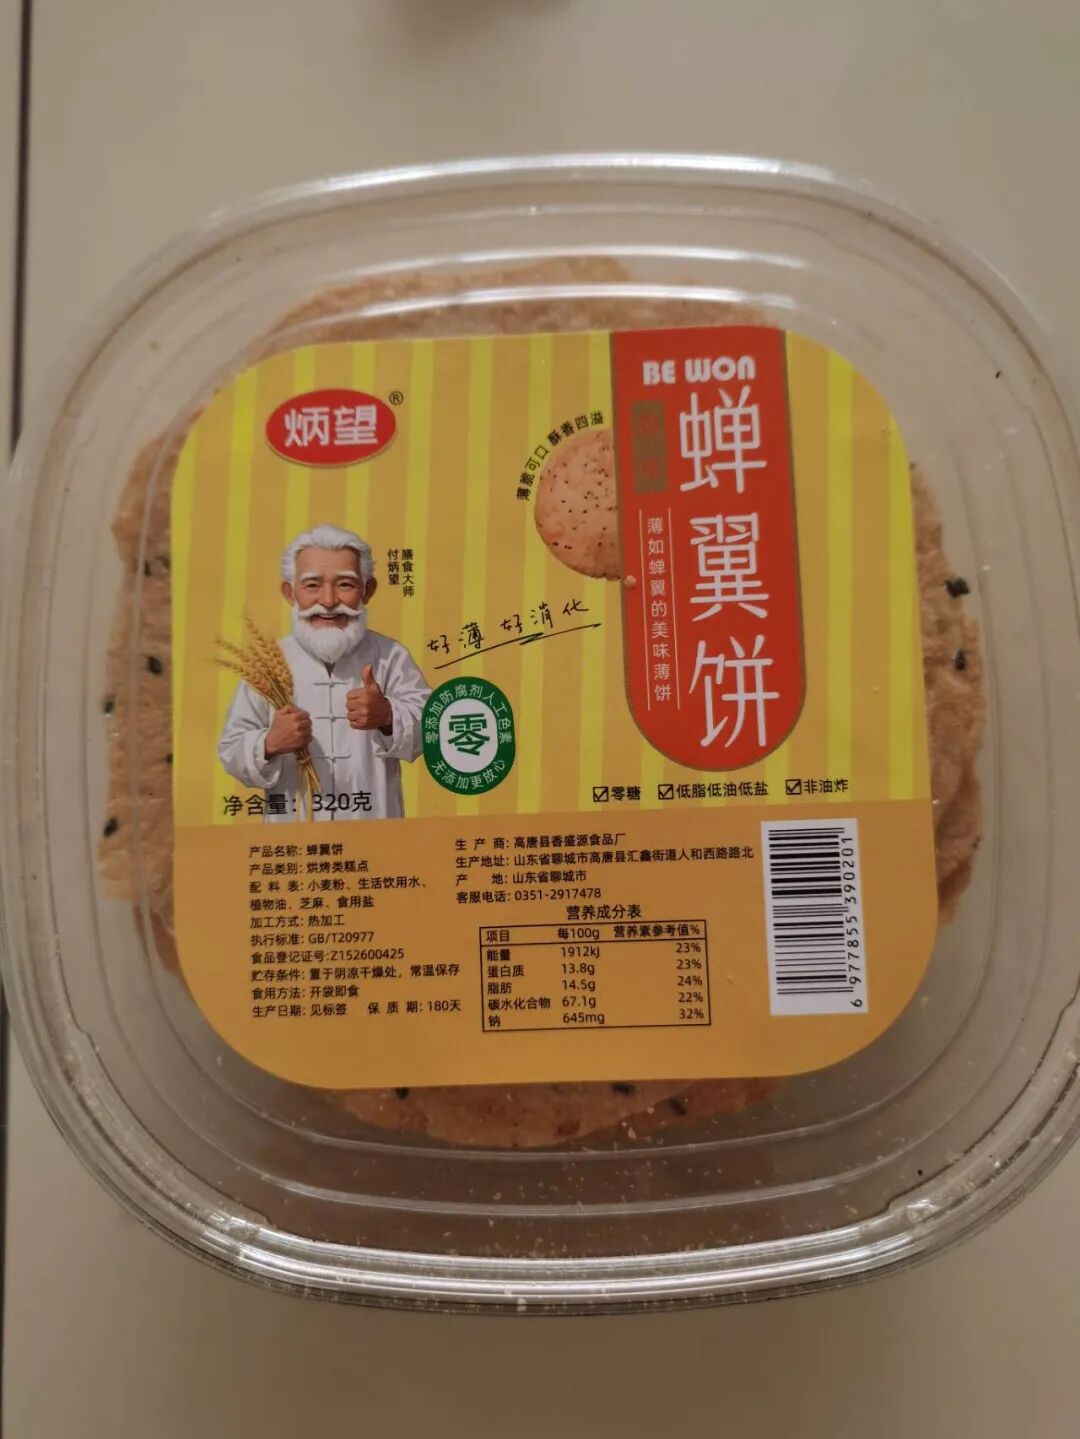 炳望®
BE WON
蝉翼饼
薄脆可口 酥香四溢
薄如蝉翼的美味薄饼
膳食大师
付炳望
好薄 好消化
零添加防腐剂人工色素
零
无添加更放心
净含量：320克
☑零糖 ☑低脂低油低盐 ☑非油炸
产品名称: 蝉翼饼
产品类别: 烘烤类糕点
配 料 表: 小麦粉、生活饮用水、
植物油、芝麻、食用盐
加工方式: 热加工
执行标准: GB/T20977
食品登记证号:Z152600425
贮存条件: 置于阴凉干燥处，常温保存
食用方法: 开袋即食
生产日期: 见标签 保 质 期: 180天
生 产 商: 高唐县香盛源食品厂
生产地址: 山东省聊城市高唐县汇鑫街道人和西路路北
产 地: 山东省聊城市
客服电话: 0351-2917478
营养成分表
项目 每100g 营养素参考值%
能量 1912kJ 23%
蛋白质 13.8g 23%
脂肪 14.5g 24%
碳水化合物 67.1g 22%
钠 645mg 32%
6 977855 390201